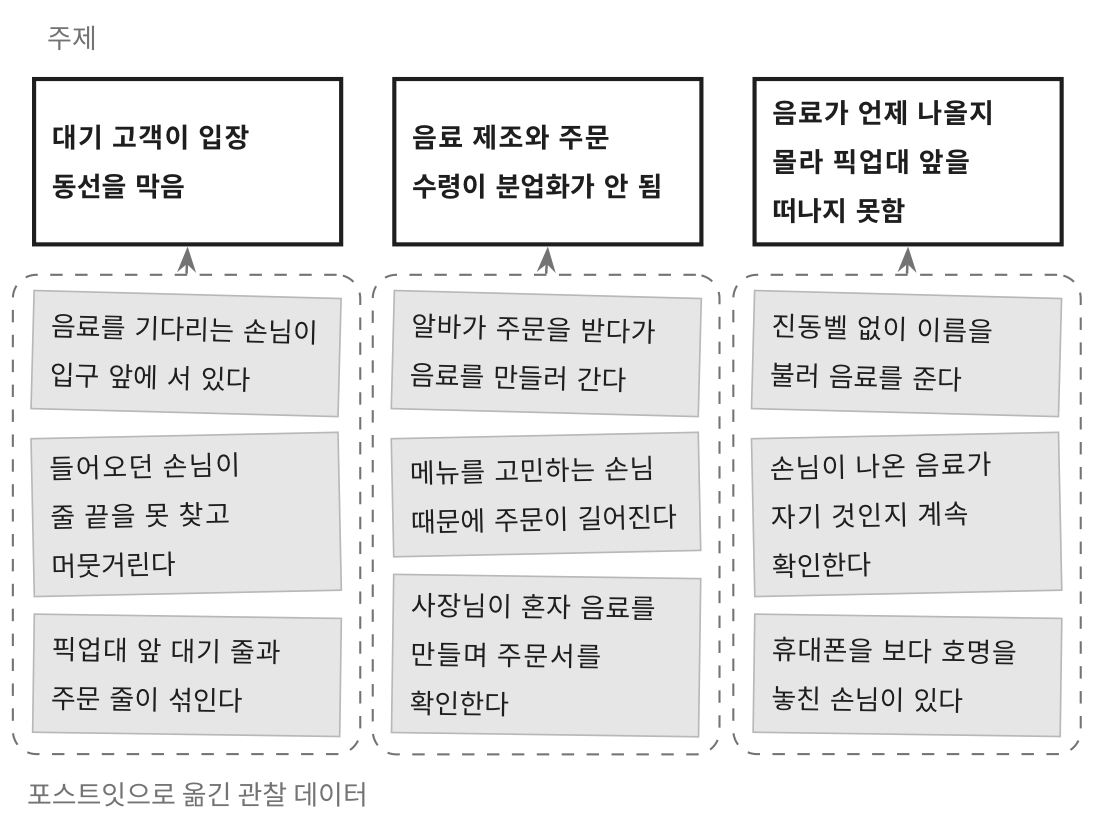 주제
대기 고객이 입장
동선을 막음
음료를 기다리는 손님이
입구 앞에 서 있다
들어오던 손님이
줄 끝을 못 찾고
머뭇거린다
픽업대 앞 대기 줄과
주문 줄이 섞인다
음료 제조와 주문
수령이 분업화가 안 됨
알바가 주문을 받다가
음료를 만들러 간다
메뉴를 고민하는 손님
때문에 주문이 길어진다
사장님이 혼자 음료를
만들며 주문서를
확인한다
음료가 언제 나올지
몰라 픽업대 앞을
떠나지 못함
진동벨 없이 이름을
불러 음료를 준다
손님이 나온 음료가
자기 것인지 계속
확인한다
휴대폰을 보다 호명을
놓친 손님이 있다
포스트잇으로 옮긴 관찰 데이터